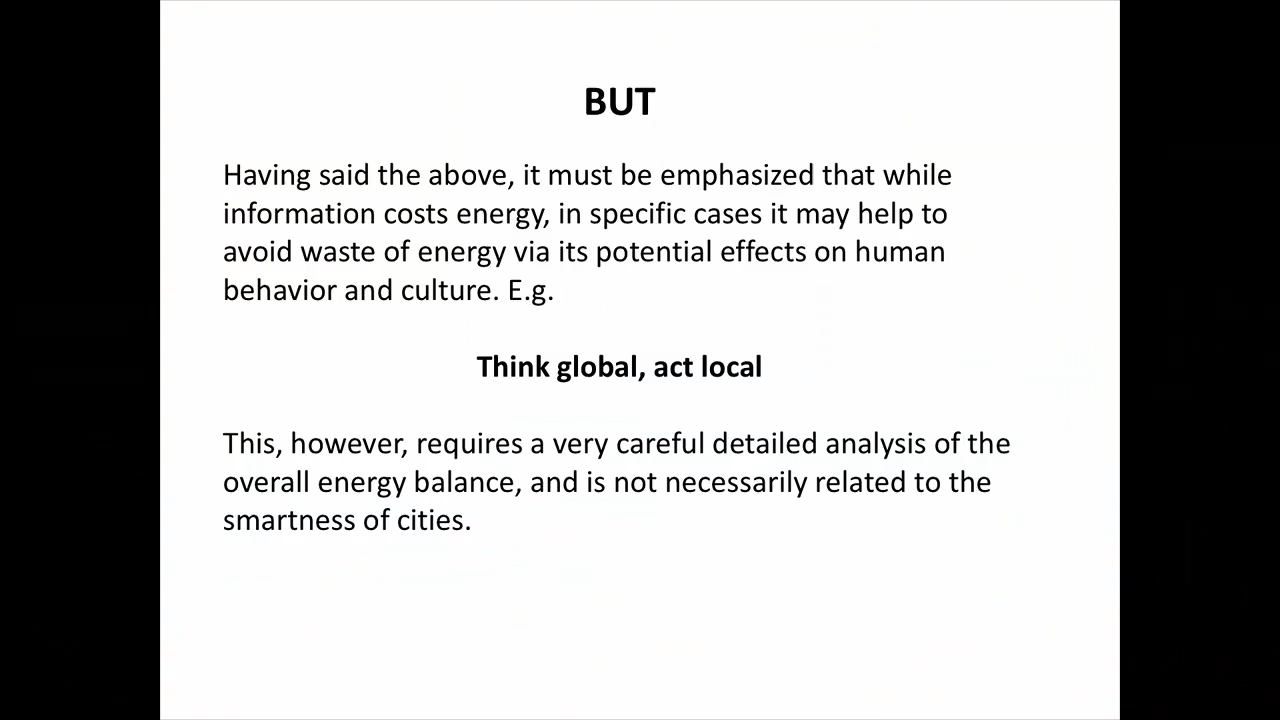 BUT
Having said the above, it must be emphasized that while
information costs energy, in specific cases it may help to
avoid waste of energy via its potential effects on human
behavior and culture. E.g.
Think global, act local
This, however, requires a very careful detailed analysis of the
overall energy balance, and is not necessarily related to the
smartness of cities.